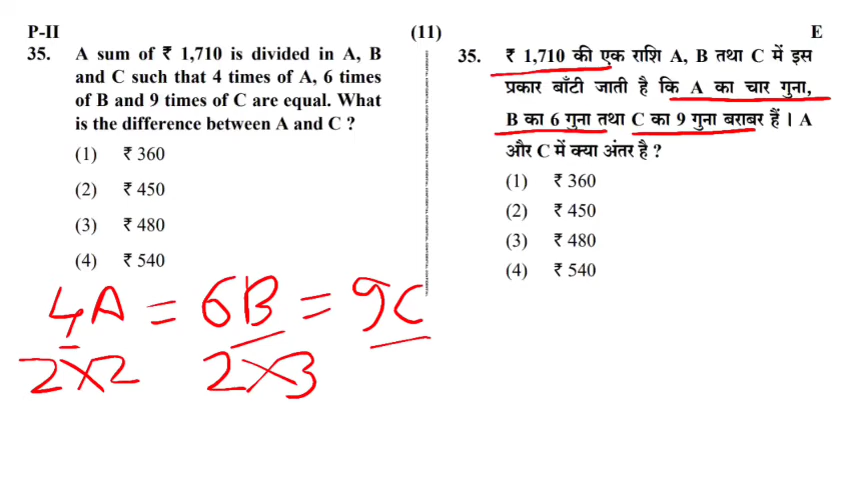 P-II
(11)
E
35. A sum of ₹ 1,710 is divided in A, B
and C such that 4 times of A, 6 times
of B and 9 times of C are equal. What
is the difference between A and C ?
(1) ₹ 360
(2) ₹ 450
(3) ₹ 480
(4) ₹ 540
35. ₹ 1,710 की एक राशि A, B तथा C में इस
प्रकार बाँटी जाती है कि A का चार गुना,
B का 6 गुना तथा C का 9 गुना बराबर हैं । A
और C में क्या अंतर है ?
(1) ₹ 360
(2) ₹ 450
(3) ₹ 480
(4) ₹ 540
4A = 6B = 9C
2×2 2×3